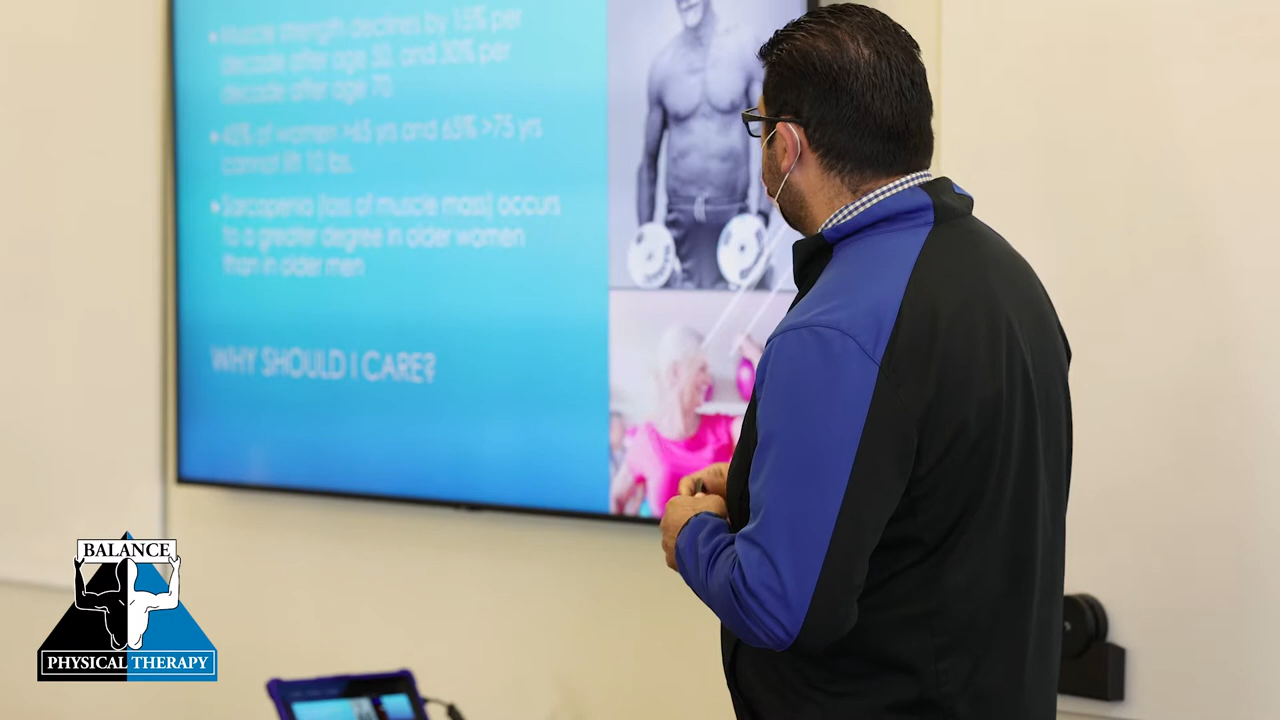 • Muscle strength declines by 15% per
decade after age 50, and 30% per
decade after age 70
• 40% of women >65 yrs and 65% >75 yrs
cannot lift 10 lbs.
• Sarcopenia (loss of muscle mass) occurs
to a greater degree in older women
than in older men
WHY SHOULD I CARE?
BALANCE
PHYSICAL THERAPY